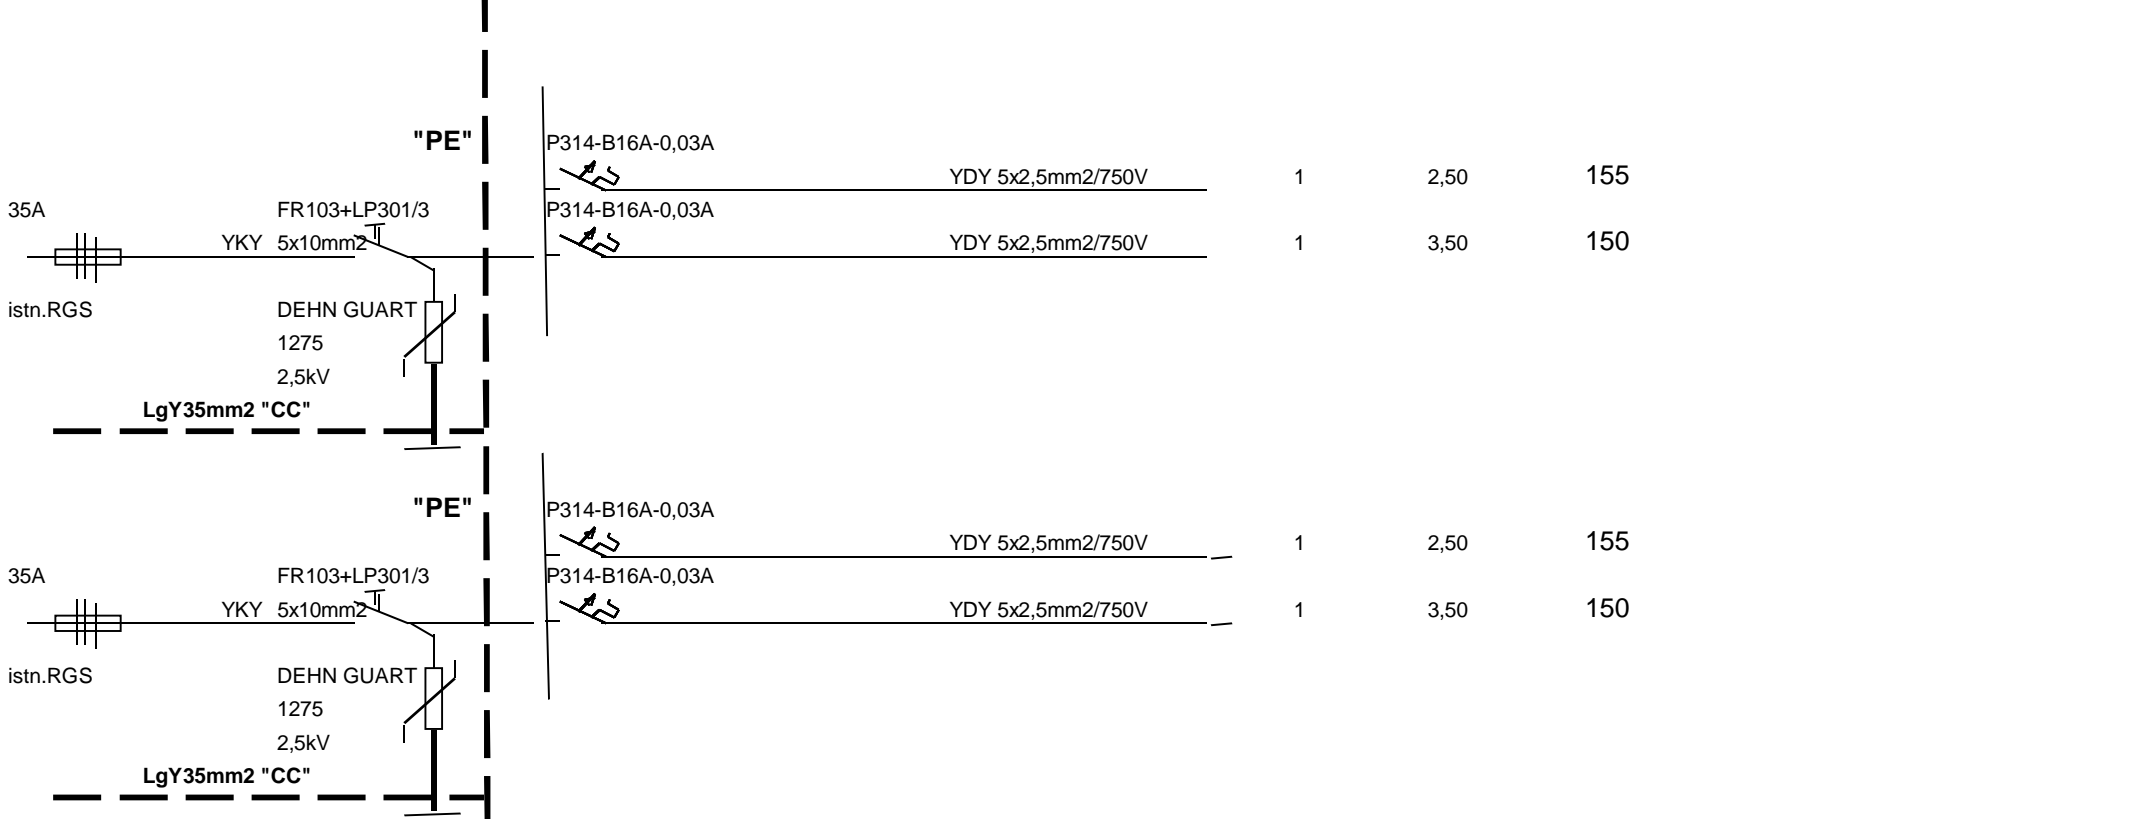 "PE" P314-B16A-0,03A
YDY 5x2,5mm2/750V 1 2,50 155
35A FR103+LP301/3 P314-B16A-0,03A
YKY 5x10mm2 YDY 5x2,5mm2/750V 1 3,50 150
istn.RGS DEHN GUART
1275
2,5kV
LgY35mm2 "CC"
"PE" P314-B16A-0,03A
YDY 5x2,5mm2/750V 1 2,50 155
35A FR103+LP301/3 P314-B16A-0,03A
YKY 5x10mm2 YDY 5x2,5mm2/750V 1 3,50 150
istn.RGS DEHN GUART
1275
2,5kV
LgY35mm2 "CC"